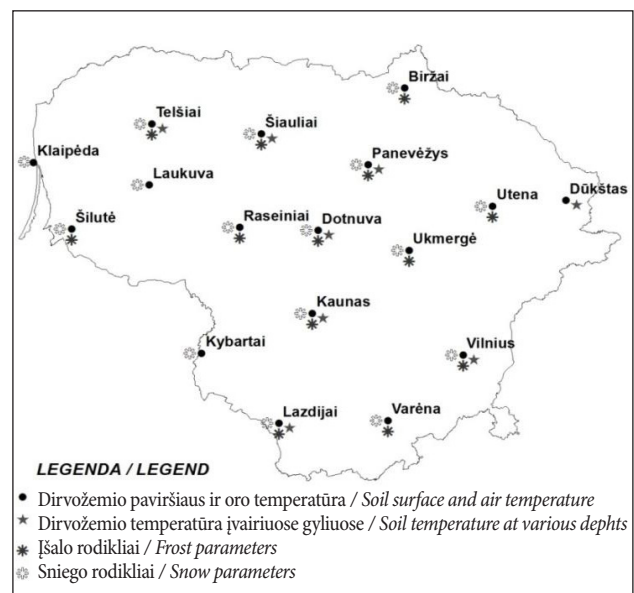 Biržai
Telšiai
Šiauliai
Klaipėda
Panevėžys
Laukuva
Utena
Dūkštas
Šilutė
Raseiniai
Dotnuva
Ukmergė
Kaunas
Kybartai
Vilnius
Lazdijai
Varėna
LEGENDA / LEGEND
Dirvožemio paviršiaus ir oro temperatūra / Soil surface and air temperature
Dirvožemio temperatūra įvairiuose gyliuose / Soil temperature at various dephts
Įšalo rodikliai / Frost parameters
Sniego rodikliai / Snow parameters